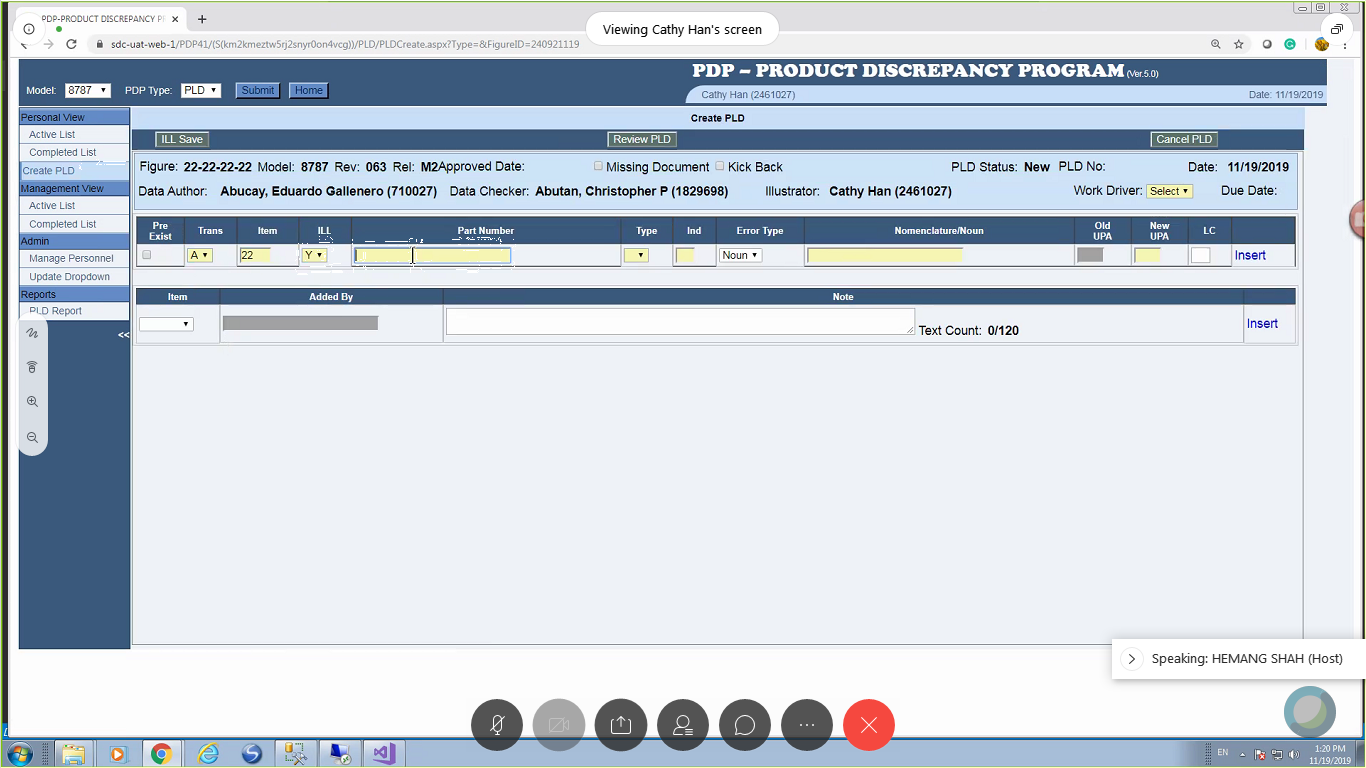 PDP-PRODUCT DISCREPANCY P
Viewing Cathy Han's screen
sdc-uat-web-1/PDP41/(S(km2kmeztw5rj2snyr0on4vcg))/PLD/PLDCreate.aspx?Type=&FigureID=240921119
PDP – PRODUCT DISCREPANCY PROGRAM (Ver.5.0)
Model: 8787 PDP Type: PLD Submit Home
Cathy Han (2461027) Date: 11/19/2019
Personal View
Active List
Completed List
Create PLD
Management View
Active List
Completed List
Admin
Manage Personnel
Update Dropdown
Reports
PLD Report
<<
Create PLD
ILL Save Review PLD Cancel PLD
Figure: 22-22-22-22 Model: 8787 Rev: 063 Rel: M2 Approved Date: Missing Document Kick Back PLD Status: New PLD No: Date: 11/19/2019
Data Author: Abucay, Eduardo Gallenero (710027) Data Checker: Abutan, Christopher P (1829698) Illustrator: Cathy Han (2461027) Work Driver: Select Due Date:
Pre Exist Trans Item ILL Part Number Type Ind Error Type Nomenclature/Noun Old UPA New UPA LC
A 22 Y Noun Insert
Item Added By Note
Text Count: 0/120 Insert
Speaking: HEMANG SHAH (Host)
EN 1:20 PM
11/19/2019